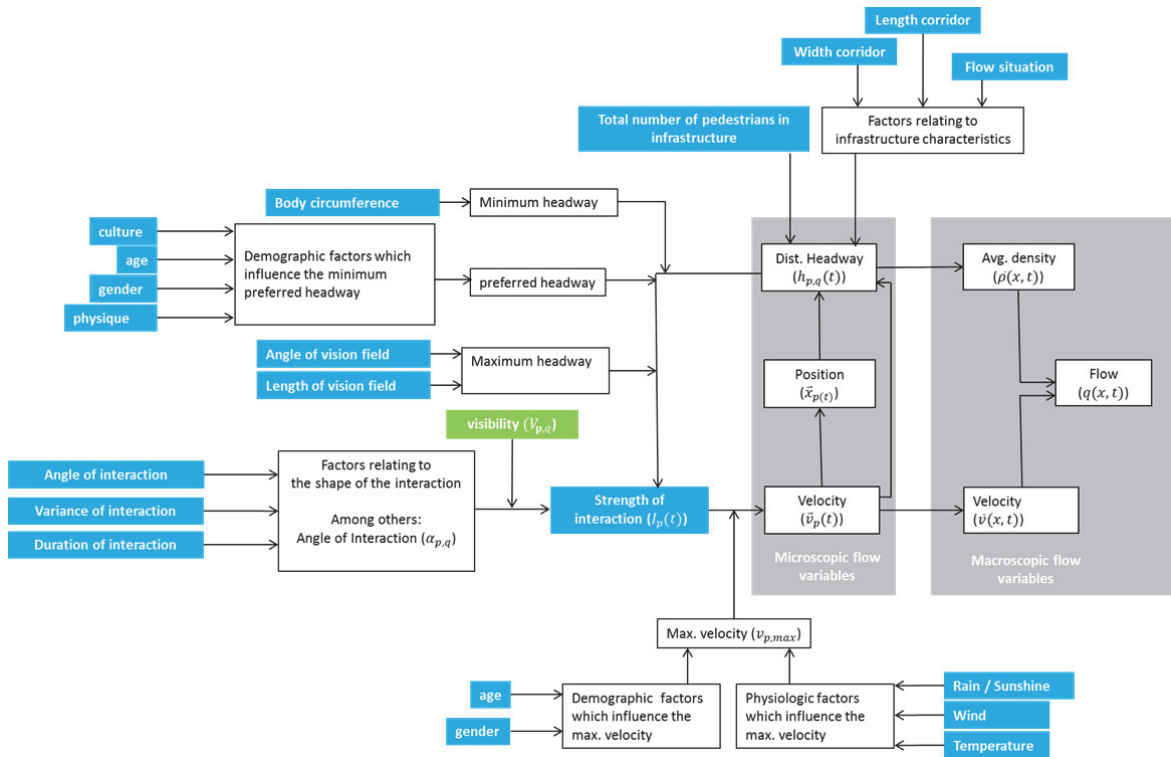 Length corridor
Width corridor
Flow situation
Total number of pedestrians in
infrastructure
Factors relating to
infrastructure characteristics
Body circumference
Minimum headway
culture
age
gender
physique
Demographic factors which
influence the minimum
preferred headway
preferred headway
Dist. Headway
(h_{p,q}(t))
Avg. density
(ρ(x, t))
Angle of vision field
Length of vision field
Maximum headway
Position
(x⃗_{p(t)})
Flow
(q(x, t))
visibility (V_{p,q})
Angle of interaction
Variance of interaction
Duration of interaction
Factors relating to
the shape of the interaction
Among others:
Angle of Interaction (α_{p,q})
Strength of
interaction (I_p(t))
Velocity
(v⃗_p(t))
Velocity
(v̇(x, t))
Microscopic flow
variables
Macroscopic flow
variables
Max. velocity (v_{p,max})
age
gender
Demographic factors
which influence the
max. velocity
Physiologic factors
which influence the
max. velocity
Rain / Sunshine
Wind
Temperature